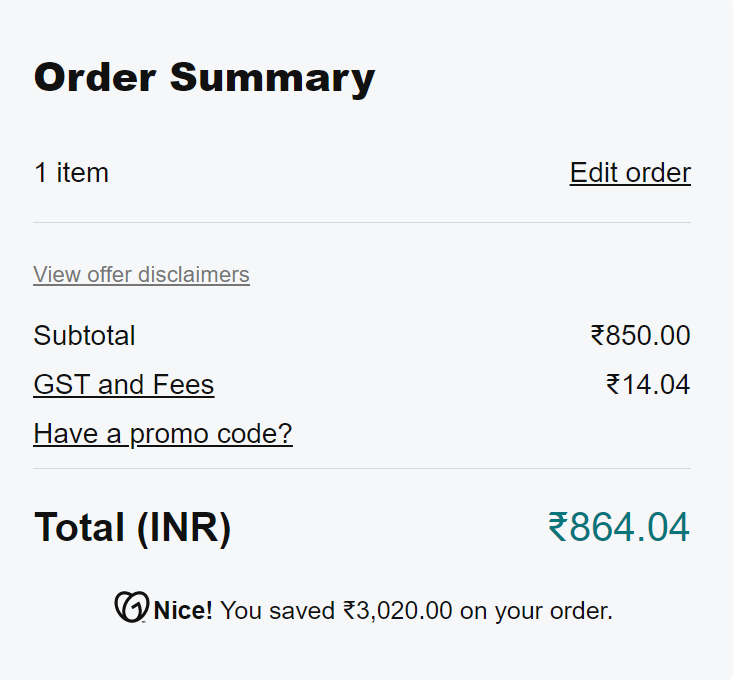 Order Summary
1 item Edit order
View offer disclaimers
Subtotal ₹850.00
GST and Fees ₹14.04
Have a promo code?
Total (INR) ₹864.04
Nice! You saved ₹3,020.00 on your order.